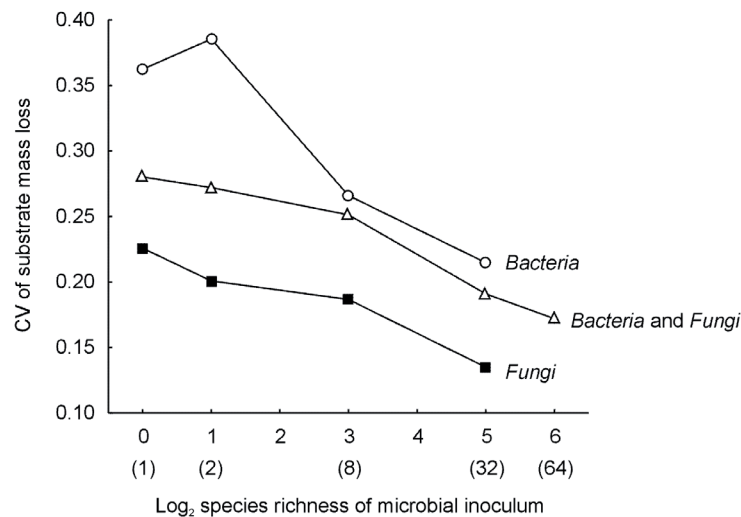 0.40
0.35
0.30
0.25
0.20
0.15
0.10
CV of substrate mass loss
Bacteria
Bacteria and Fungi
Fungi
0 1 2 3 4 5 6
(1) (2) (8) (32) (64)
Log₂ species richness of microbial inoculum